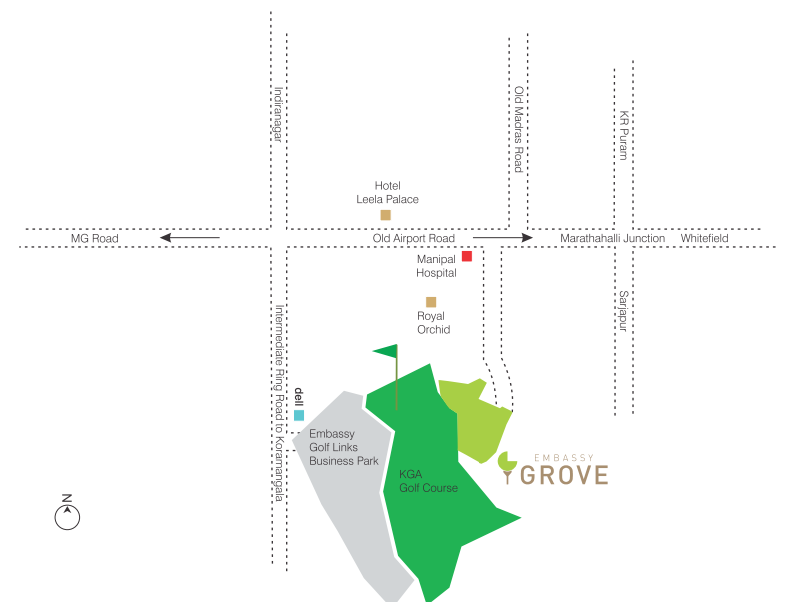 Indiranagar
Old Madras Road
KR Puram
Hotel
Leela Palace
MG Road
Old Airport Road
Marathahalli Junction
Whitefield
Manipal
Hospital
Royal
Orchid
Sarjapur
Intermediate Ring Road to Koramangala
dell
Embassy
Golf Links
Business Park
KGA
Golf Course
EMBASSY
GROVE
N